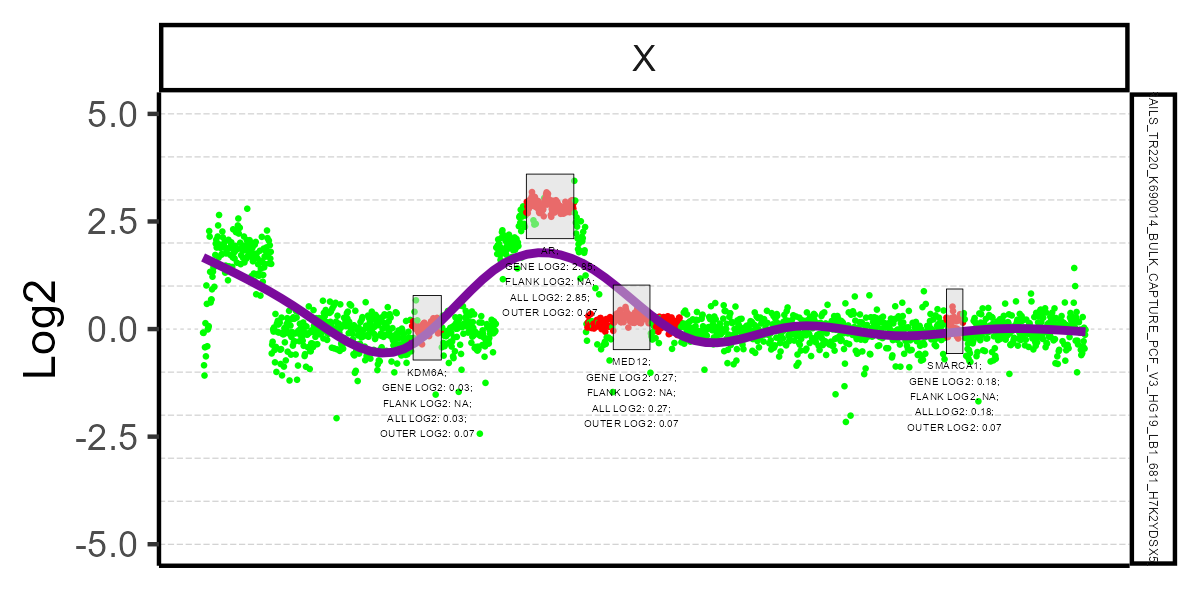 X
Log2
5.0
2.5
0.0
-2.5
-5.0
AR;
GENE LOG2: 2.85;
FLANK LOG2: NA;
ALL LOG2: 2.85;
OUTER LOG2: 0.07
KDM6A;
GENE LOG2: 0.03;
FLANK LOG2: NA;
ALL LOG2: 0.03;
OUTER LOG2: 0.07
MED12;
GENE LOG2: 0.27;
FLANK LOG2: NA;
ALL LOG2: 0.27;
OUTER LOG2: 0.07
SMARCA1;
GENE LOG2: 0.18;
FLANK LOG2: NA;
ALL LOG2: 0.18;
OUTER LOG2: 0.07
AILS_TR220_K690014_BULK_CAPTURE_PCF_V3_HG19_LB1_681_H7K2YDSX5